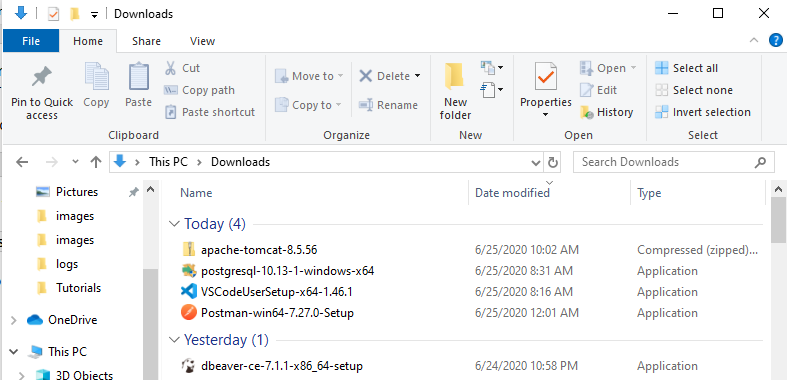 Downloads
File Home Share View
Pin to Quick access
Copy
Paste
Cut
Copy path
Paste shortcut
Clipboard
Move to
Copy to
Delete
Rename
Organize
New folder
New
Properties
Open
Edit
History
Open
Select all
Select none
Invert selection
Select
This PC > Downloads
Search Downloads
Pictures
images
images
logs
Tutorials
OneDrive
This PC
3D Objects
Name Date modified Type
Today (4)
apache-tomcat-8.5.56 6/25/2020 10:02 AM Compressed (zipped)...
postgresql-10.13-1-windows-x64 6/25/2020 8:31 AM Application
VSCodeUserSetup-x64-1.46.1 6/25/2020 8:16 AM Application
Postman-win64-7.27.0-Setup 6/25/2020 12:01 AM Application
Yesterday (1)
dbeaver-ce-7.1.1-x86_64-setup 6/24/2020 10:58 PM Application